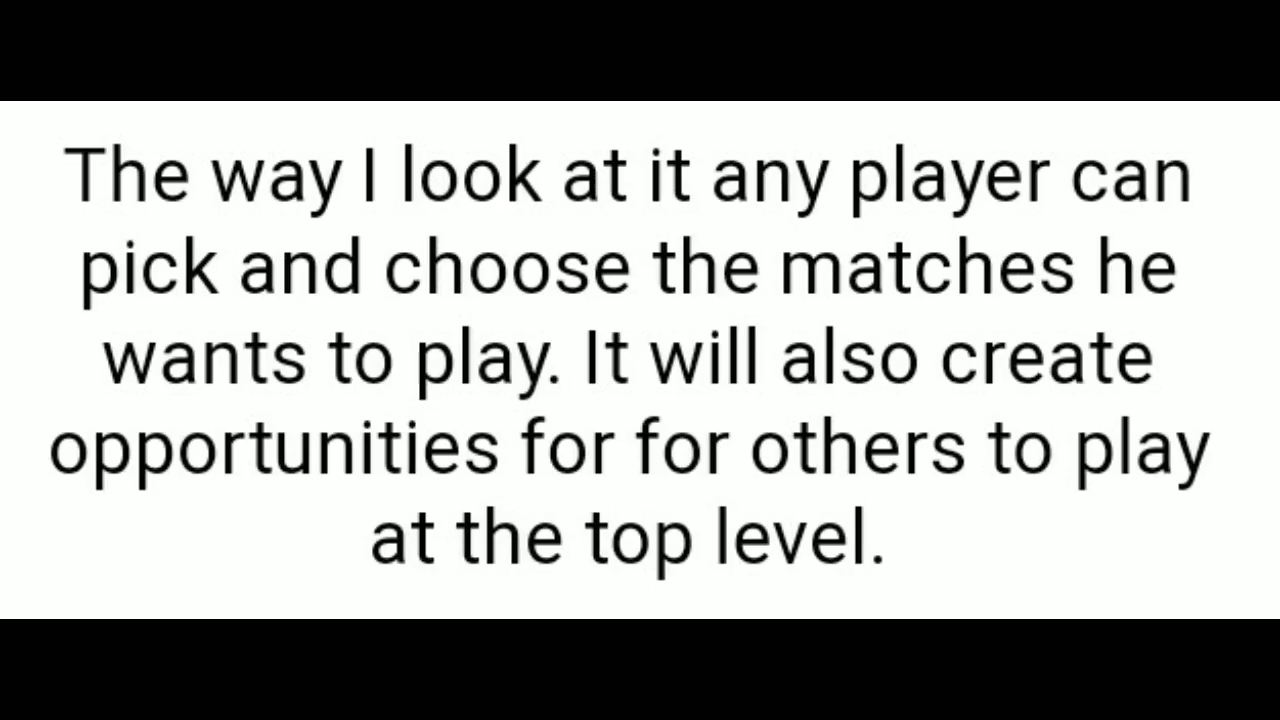 The way I look at it any player can
pick and choose the matches he
wants to play. It will also create
opportunities for for others to play
at the top level.